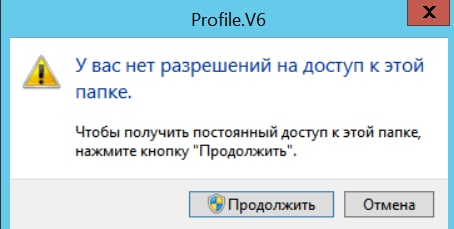 Profile.V6
У вас нет разрешений на доступ к этой
папке.
Чтобы получить постоянный доступ к этой папке,
нажмите кнопку "Продолжить".
Продолжить
Отмена